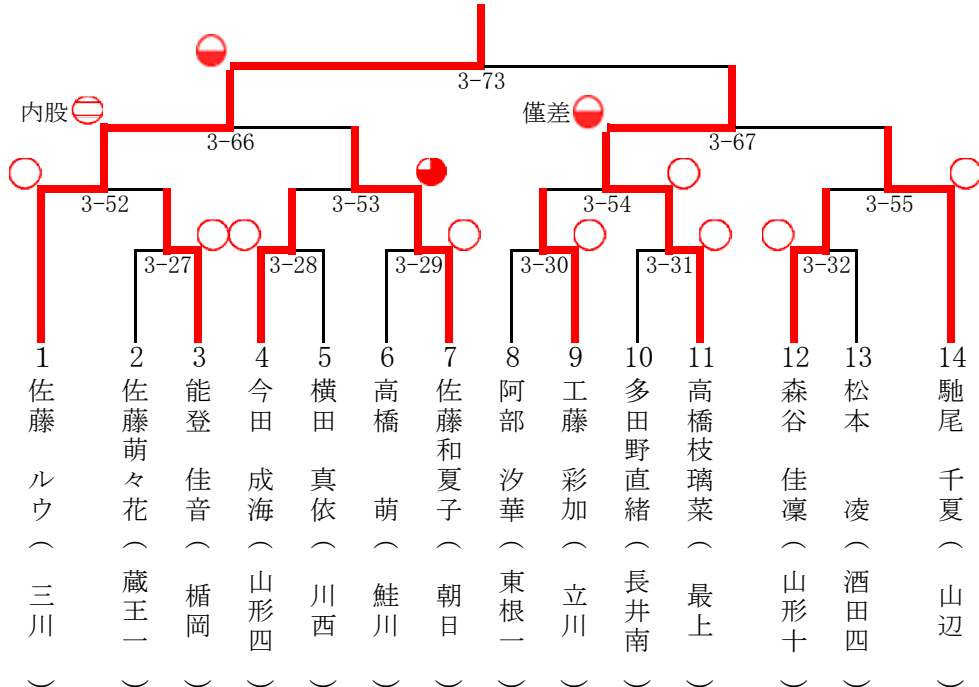 3-73
内股
僅差
3-66
3-67
3-52
3-53
3-54
3-55
3-27
3-28
3-29
3-30
3-31
3-32
1
佐藤 ルウ(三川)
2
佐藤萌々花(蔵王一)
3
能登 佳音(楯岡)
4
今田 成海(山形四)
5
横田 真依(川西)
6
高橋 萌(鮭川)
7
佐藤和夏子(朝日)
8
阿部 汐華(東根一)
9
工藤 彩加(立川)
10
多田野直緒(長井南)
11
高橋枝璃菜(最上)
12
森谷 佳凜(山形十)
13
松本 凌(酒田四)
14
馳尾 千夏(山辺)